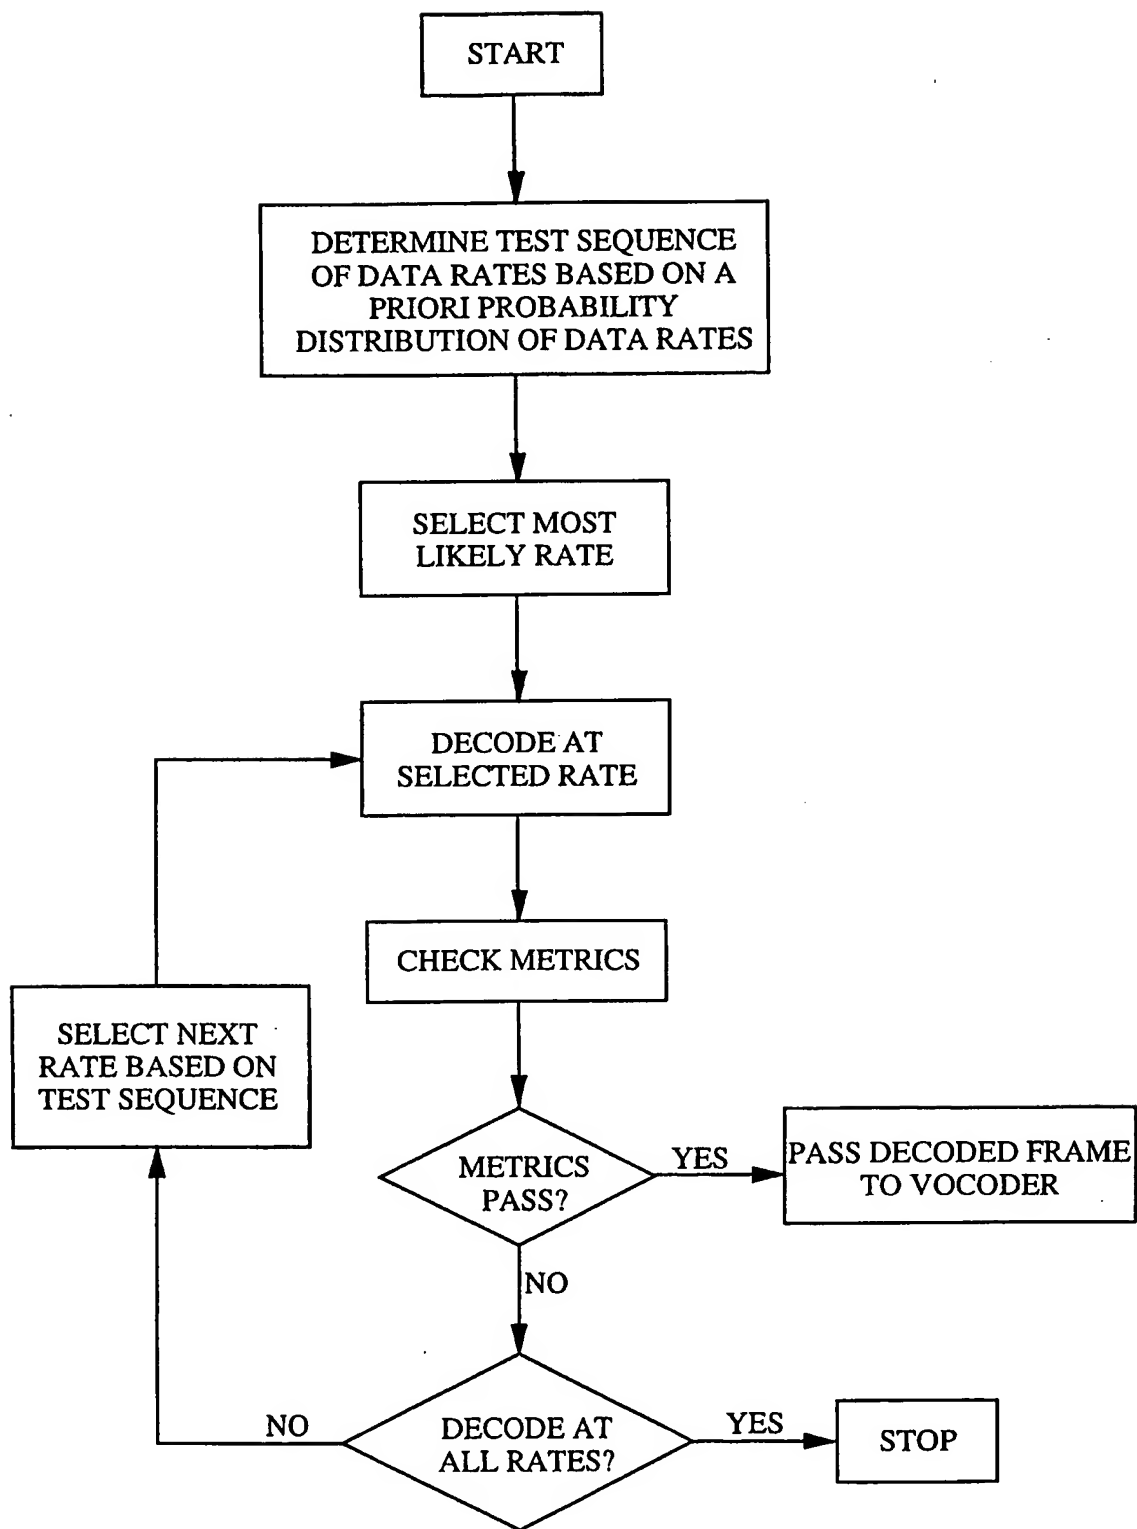 START
DETERMINE TEST SEQUENCE
OF DATA RATES BASED ON A
PRIORI PROBABILITY
DISTRIBUTION OF DATA RATES
SELECT MOST
LIKELY RATE
DECODE AT
SELECTED RATE
CHECK METRICS
SELECT NEXT
RATE BASED ON
TEST SEQUENCE
METRICS
PASS?
YES
PASS DECODED FRAME
TO VOCODER
NO
DECODE AT
ALL RATES?
NO
YES
STOP